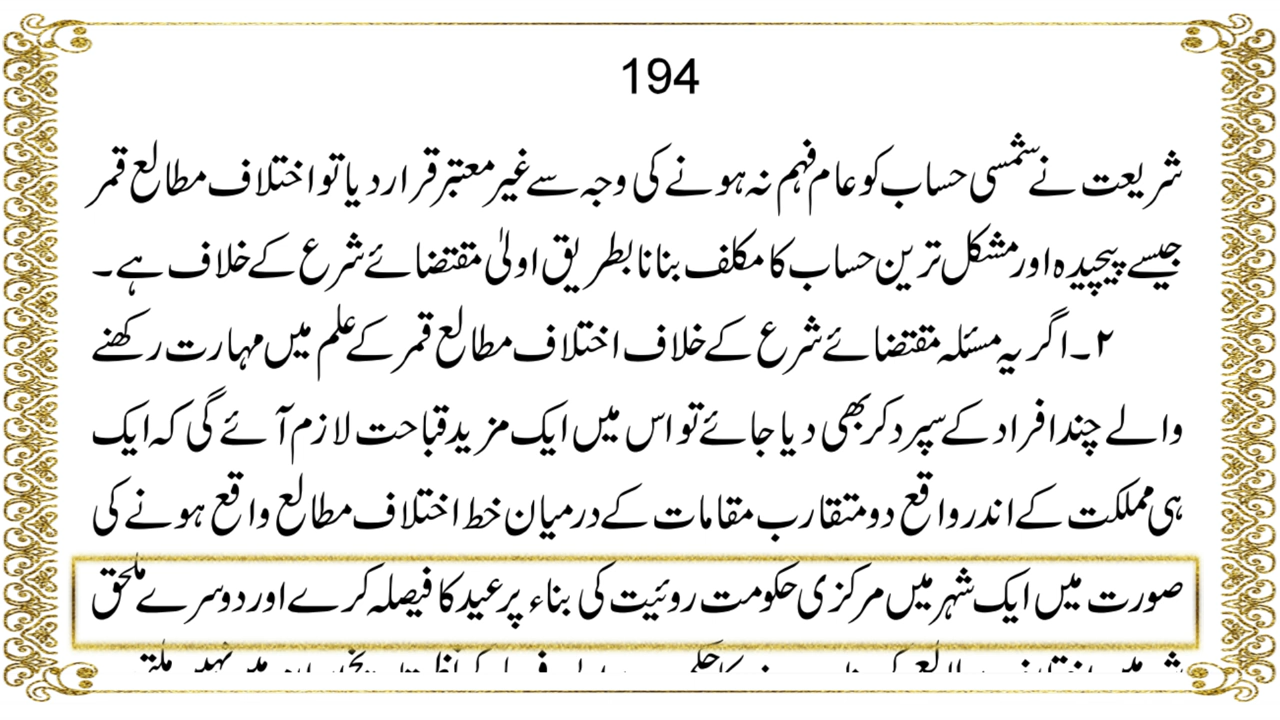 194
شریعت نے شمسی حساب کو عام فہم نہ ہونے کی وجہ سے غیر معتبر قرار دیا تو اختلاف مطالع قمر
جیسے پیچیدہ اور مشکل ترین حساب کا مکلف بنانا بطریق اولیٰ مقتضائے شرع کے خلاف ہے۔
۲۔اگر یہ مسئلہ مقتضائے شرع کے خلاف اختلاف مطالع قمر کے علم میں مہارت رکھنے
والے چند افراد کے سپرد کر بھی دیا جائے تو اس میں ایک مزید قباحت لازم آئے گی کہ ایک
ہی مملکت کے اندر واقع دو متقارب مقامات کے درمیان خط اختلاف مطالع واقع ہونے کی
صورت میں ایک شہر میں مرکزی حکومت روئیت کی بناء پر عید کا فیصلہ کرے اور دوسرے ملحق